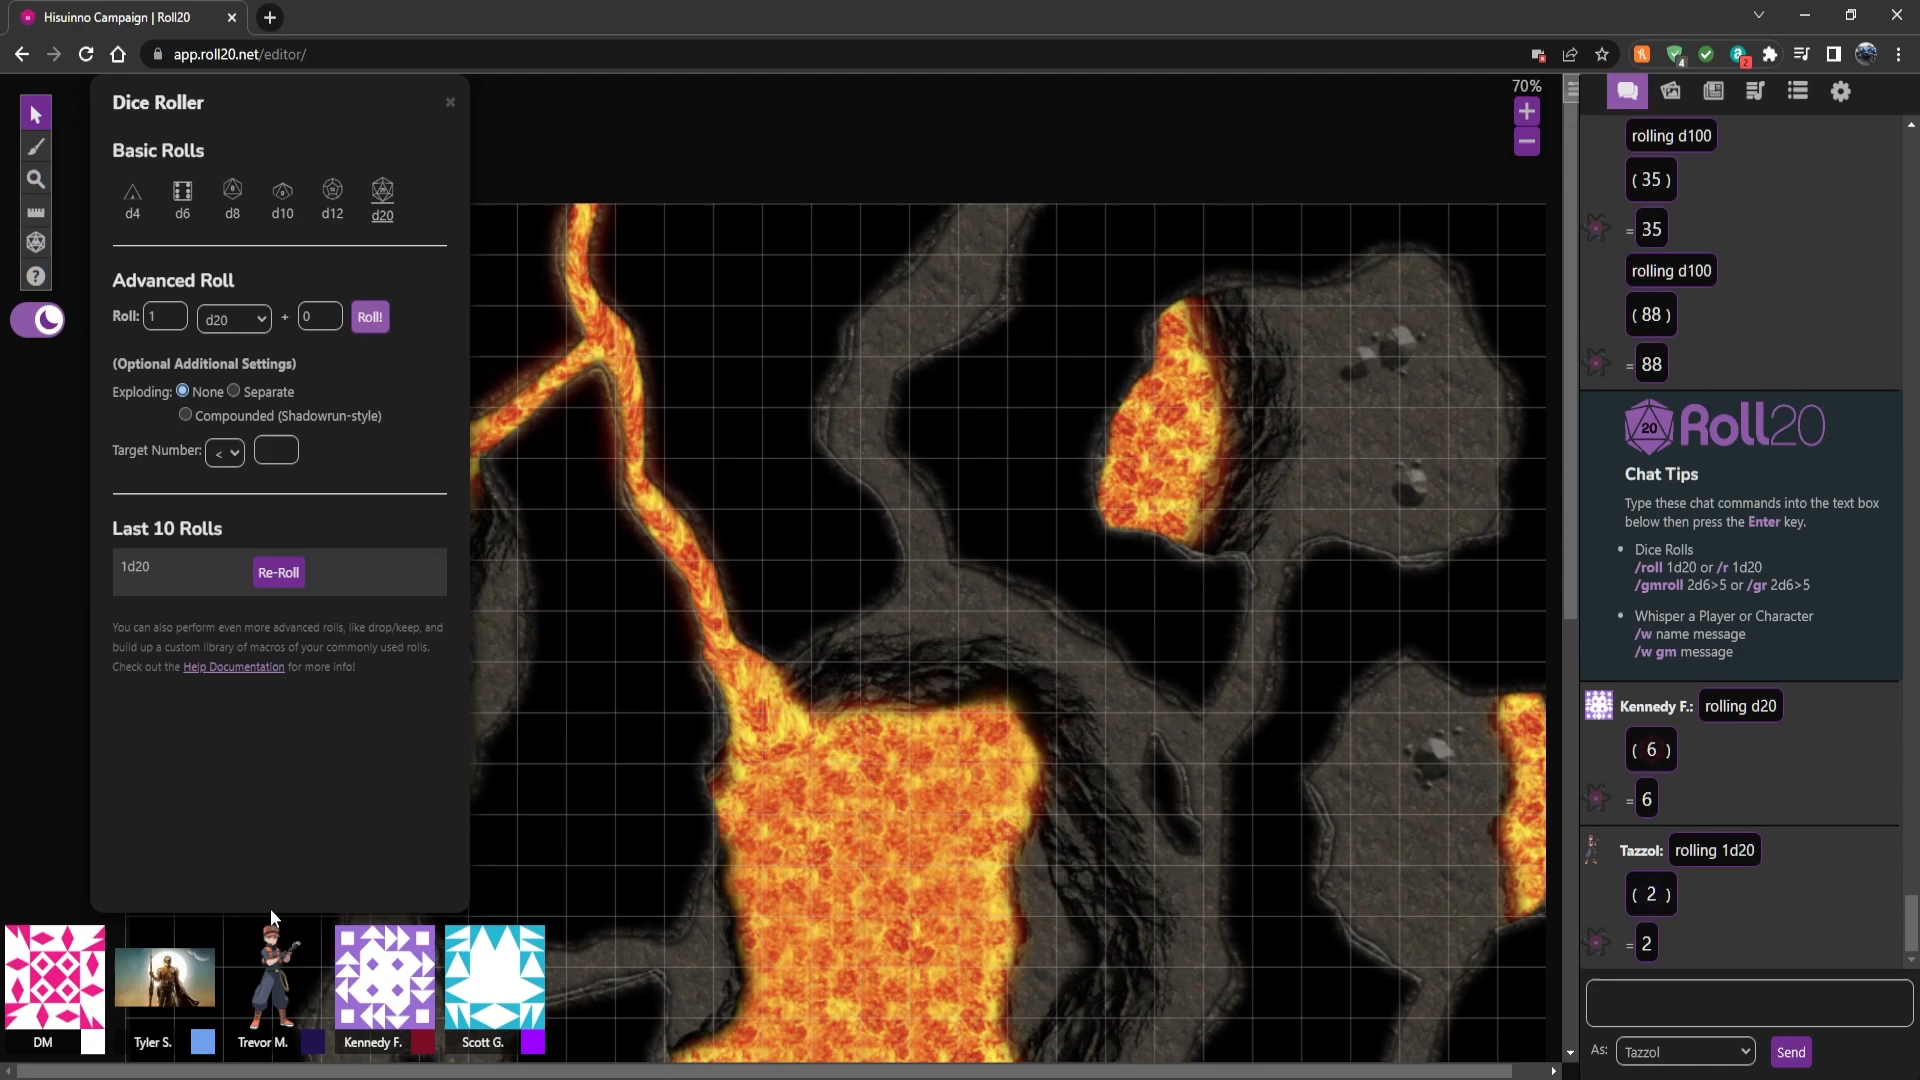 Hisuinno Campaign | Roll20
app.roll20.net/editor/
4
2
Dice Roller
Basic Rolls
d4 d6 d8 d10 d12 d20
Advanced Roll
Roll: 1 d20 + 0 Roll!
(Optional Additional Settings)
Exploding: None Separate
Compounded (Shadowrun-style)
Target Number: <
Last 10 Rolls
1d20 Re-Roll
You can also perform even more advanced rolls, like drop/keep, and
build up a custom library of macros of your commonly used rolls.
Check out the Help Documentation for more info!
DM
Tyler S.
Trevor M.
Kennedy F.
Scott G.
70%
rolling d100
( 35 )
= 35
rolling d100
( 88 )
= 88
20 Roll20
Chat Tips
Type these chat commands into the text box
below then press the Enter key.
• Dice Rolls
/roll 1d20 or /r 1d20
/gmroll 2d6>5 or /gr 2d6>5
• Whisper a Player or Character
/w name message
/w gm message
Kennedy F.: rolling d20
( 6 )
= 6
Tazzol: rolling 1d20
( 2 )
= 2
As: Tazzol Send